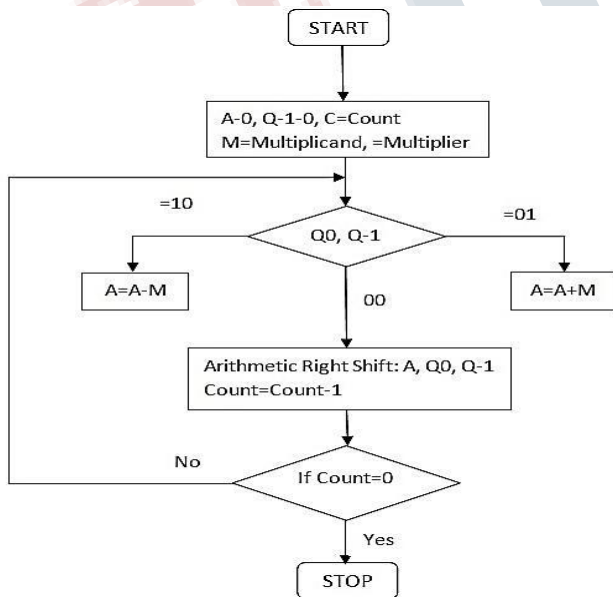 START
A-0, Q-1-0, C=Count
M=Multiplicand, =Multiplier
=10
=01
Q0, Q-1
A=A-M
A=A+M
00
Arithmetic Right Shift: A, Q0, Q-1
Count=Count-1
No
If Count=0
Yes
STOP